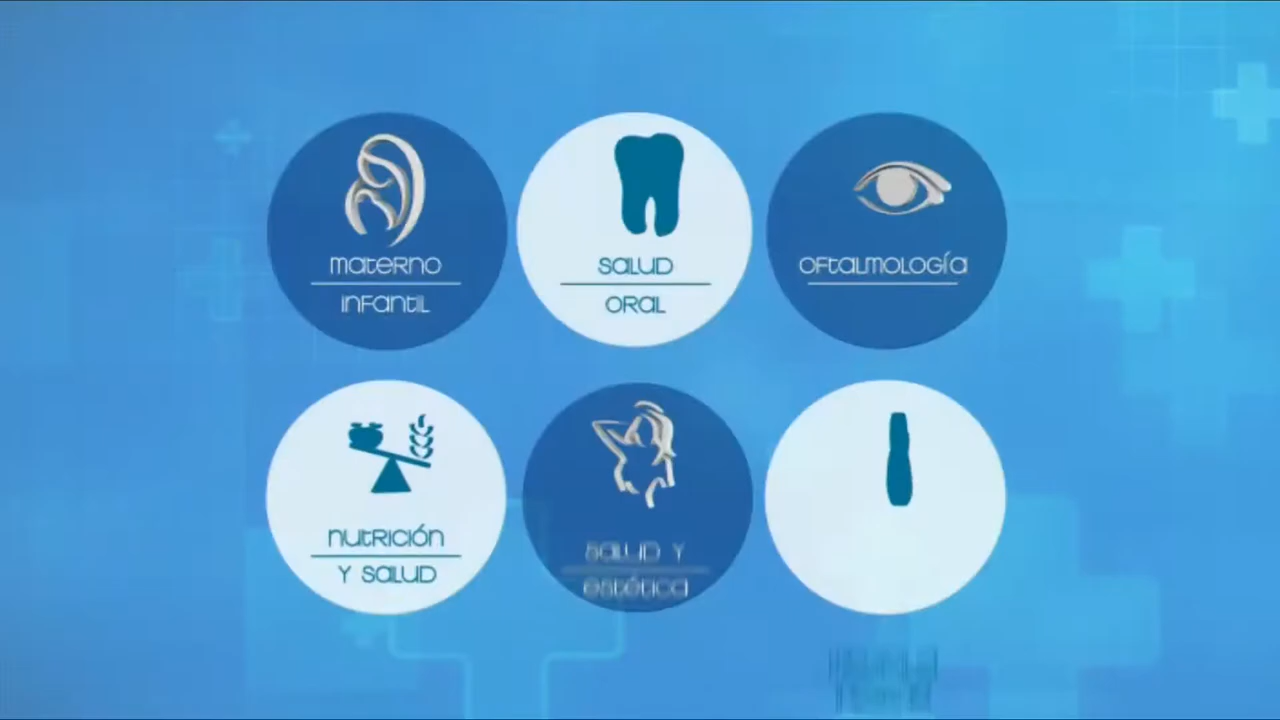 materno
infantil
salud
oral
oftalmología
nutrición
y salud
salud y
estética